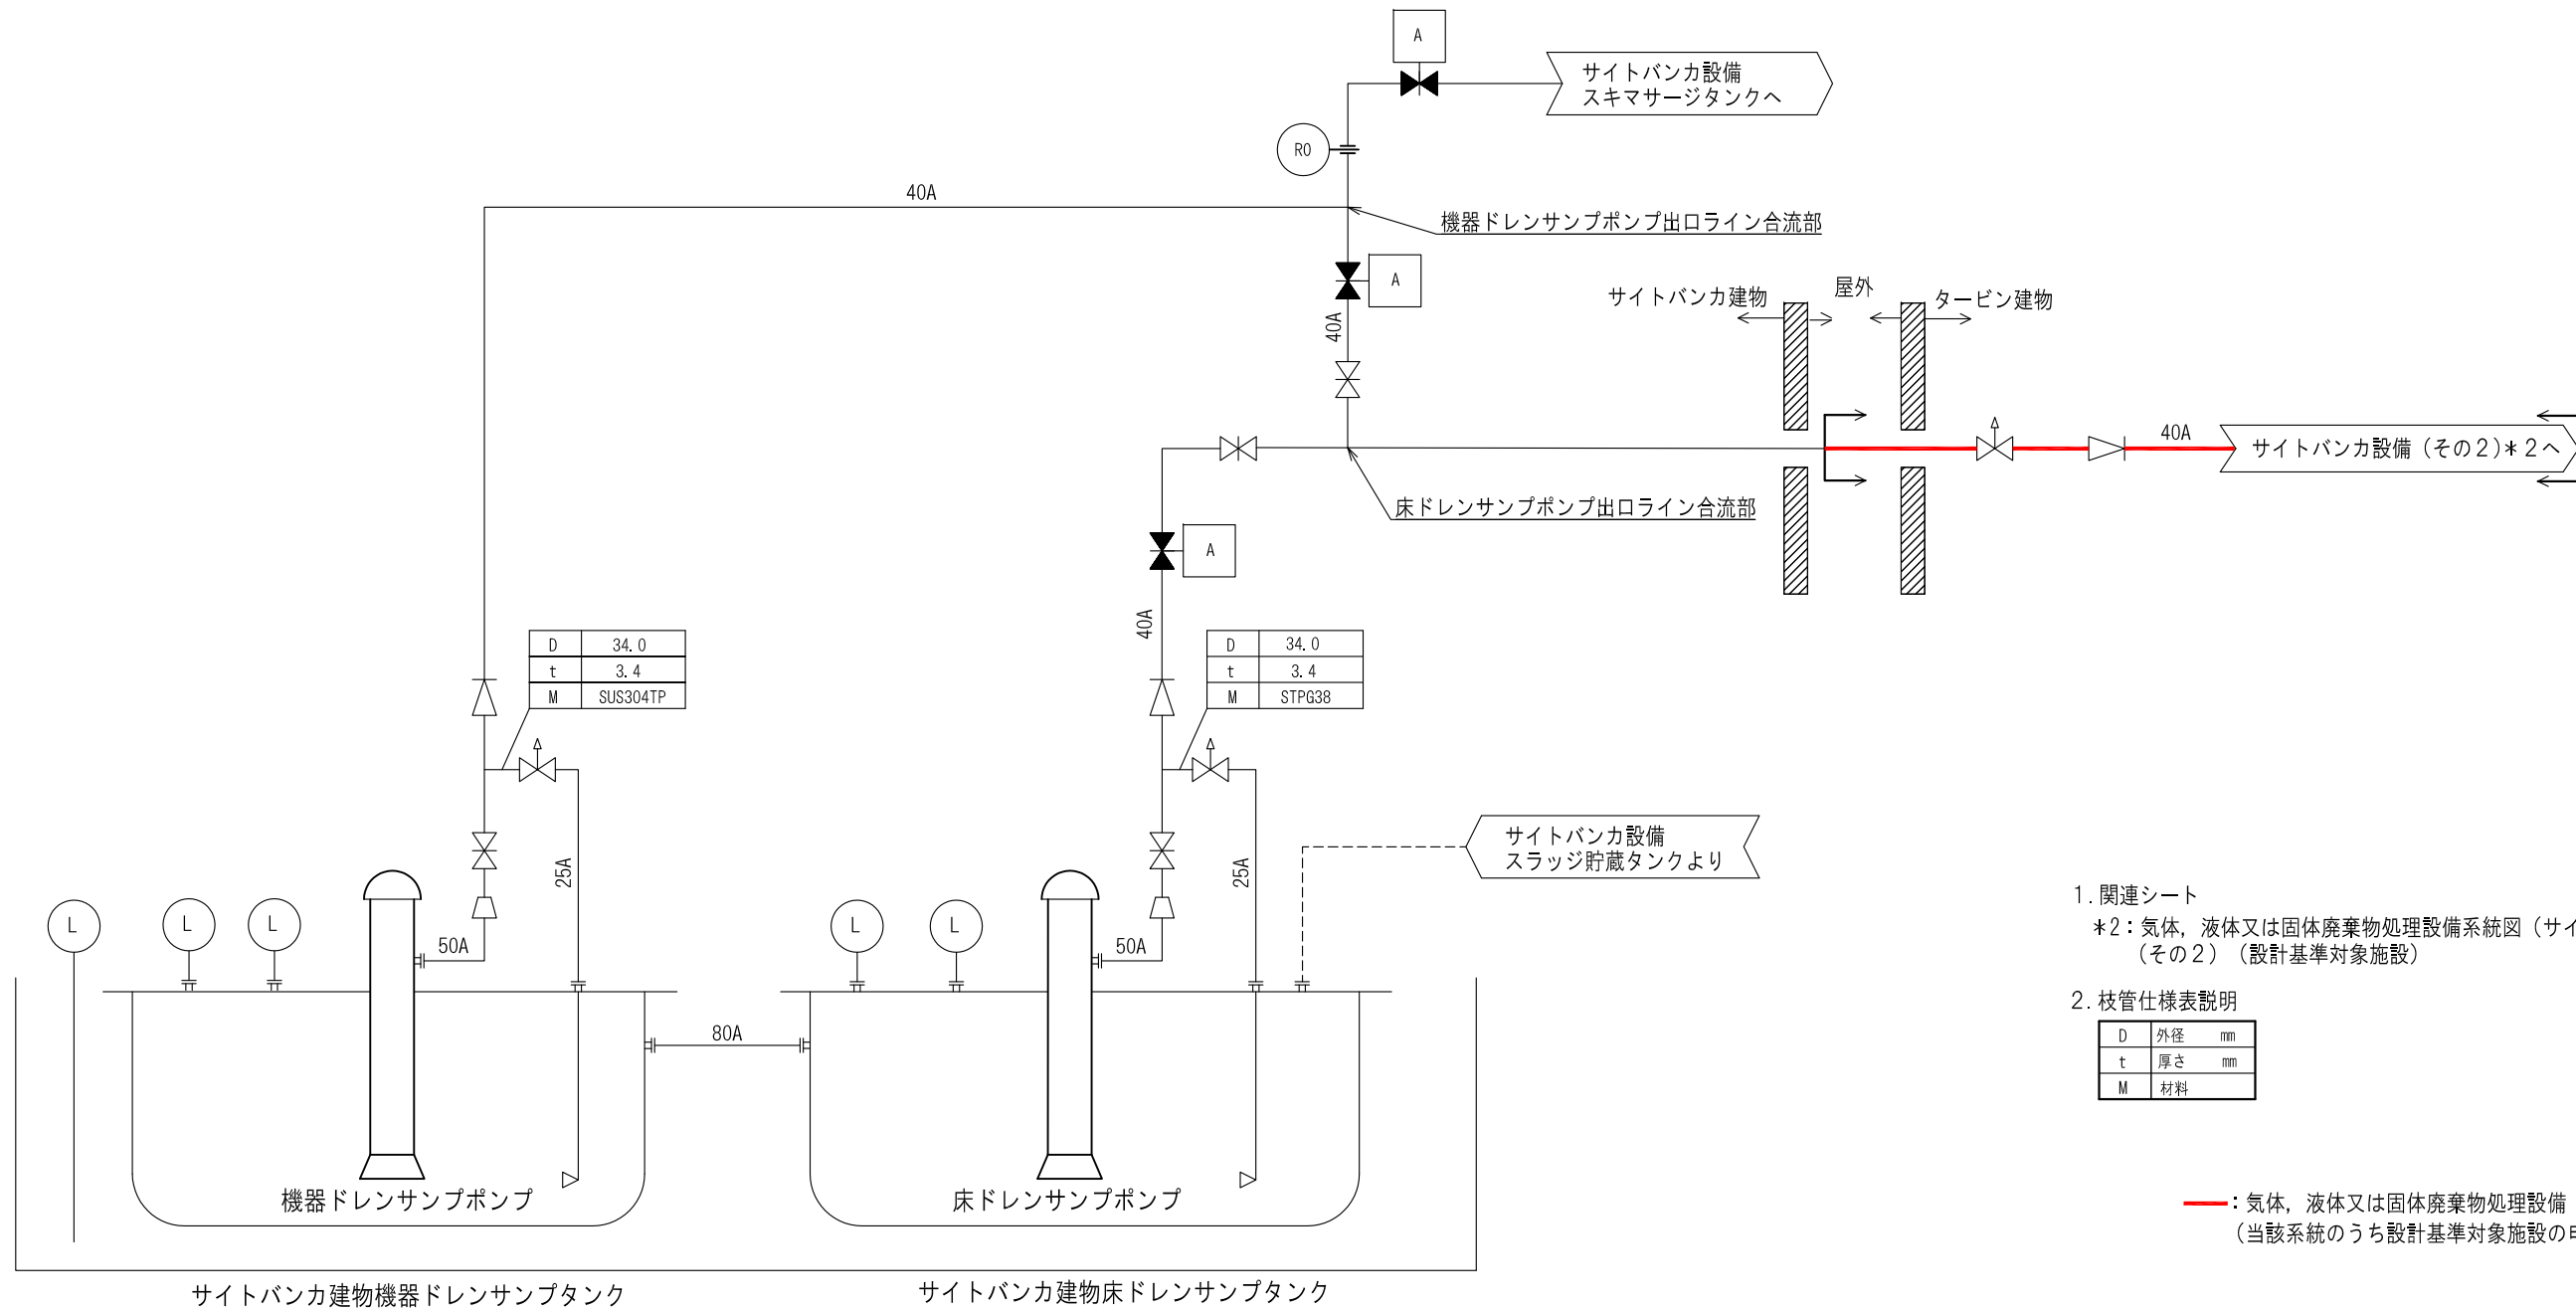 A
サイトバンカ設備
スキマサージタンクへ
RO
40A
機器ドレンサンプポンプ出口ライン合流部
A
サイトバンカ建物
屋外
タービン建物
40A
40A
サイトバンカ設備（その２）＊２へ
床ドレンサンプポンプ出口ライン合流部
A
40A
D 34.0
t 3.4
M SUS304TP
D 34.0
t 3.4
M STPG38
サイトバンカ設備
スラッジ貯蔵タンクより
25A
25A
L
L
L
50A
L
L
50A
80A
機器ドレンサンプポンプ
床ドレンサンプポンプ
サイトバンカ建物機器ドレンサンプタンク
サイトバンカ建物床ドレンサンプタンク
1. 関連シート
＊2：気体，液体又は固体廃棄物処理設備系統図（サイ
（その２）（設計基準対象施設）
2. 枝管仕様表説明
D 外径 mm
t 厚さ mm
M 材料
：気体，液体又は固体廃棄物処理設備
（当該系統のうち設計基準対象施設の